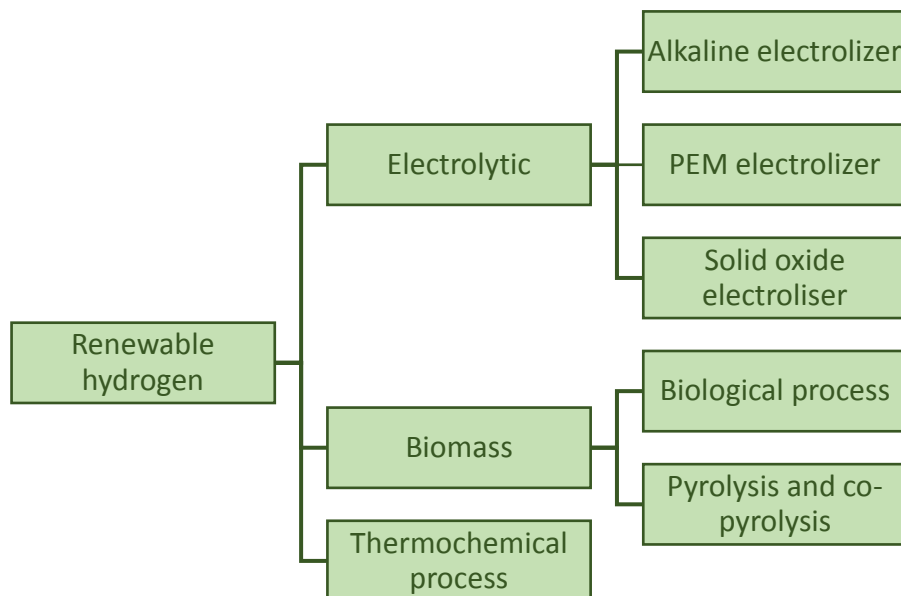 Alkaline electrolizer
Electrolytic
PEM electrolizer
Solid oxide
electroliser
Renewable
hydrogen
Biological process
Biomass
Pyrolysis and co-
pyrolysis
Thermochemical
process